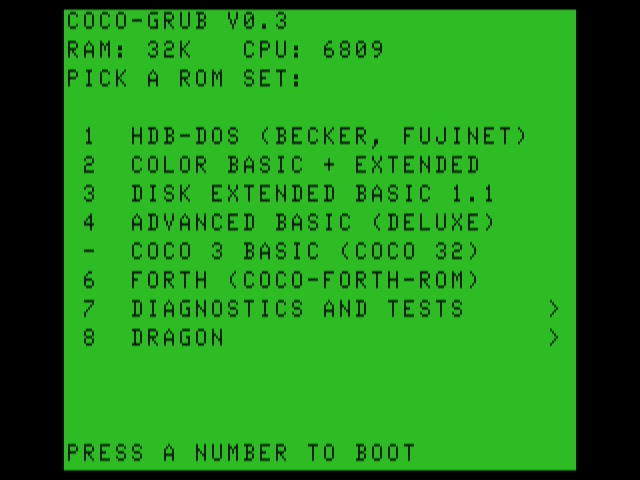 COCO-GRUB V0.3
RAM: 32K   CPU: 6809
PICK A ROM SET:
1  HDB-DOS (BECKER, FUJINET)
2  COLOR BASIC + EXTENDED
3  DISK EXTENDED BASIC 1.1
4  ADVANCED BASIC (DELUXE)
-  COCO 3 BASIC (COCO 32)
6  FORTH (COCO-FORTH-ROM)
7  DIAGNOSTICS AND TESTS     >
8  DRAGON                    >
PRESS A NUMBER TO BOOT